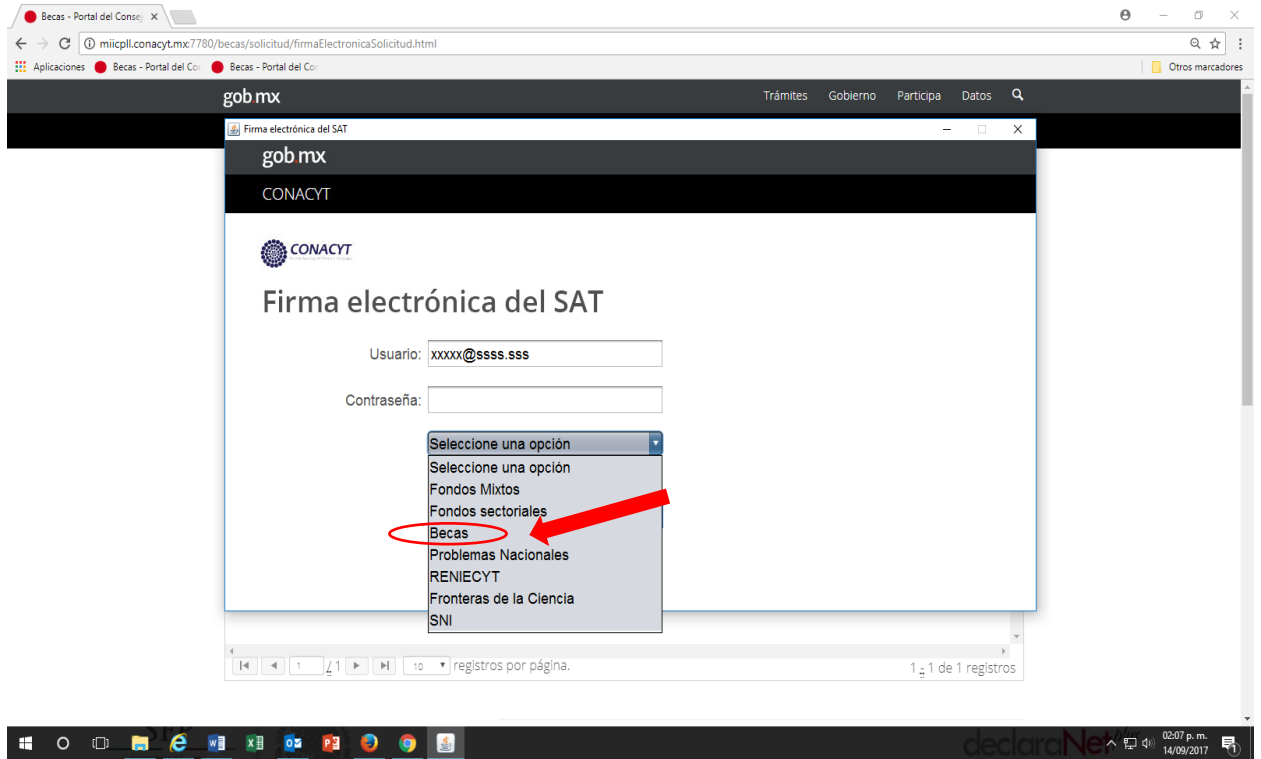 Becas - Portal del Consej
miicpll.conacyt.mx:7780/becas/solicitud/firmaElectronicaSolicitud.html
Aplicaciones Becas - Portal del Co Becas - Portal del Co Otros marcadores
gob.mx Trámites Gobierno Participa Datos
Firma electrónica del SAT
gob.mx
CONACYT
CONACYT
Firma electrónica del SAT
Usuario: xxxxx@ssss.sss
Contraseña:
Seleccione una opción
Seleccione una opción
Fondos Mixtos
Fondos sectoriales
Becas
Problemas Nacionales
RENIECYT
Fronteras de la Ciencia
SNI
1 / 1 10 registros por página. 1 - 1 de 1 registros
SFP declaraNet plus
02:07 p. m.
14/09/2017